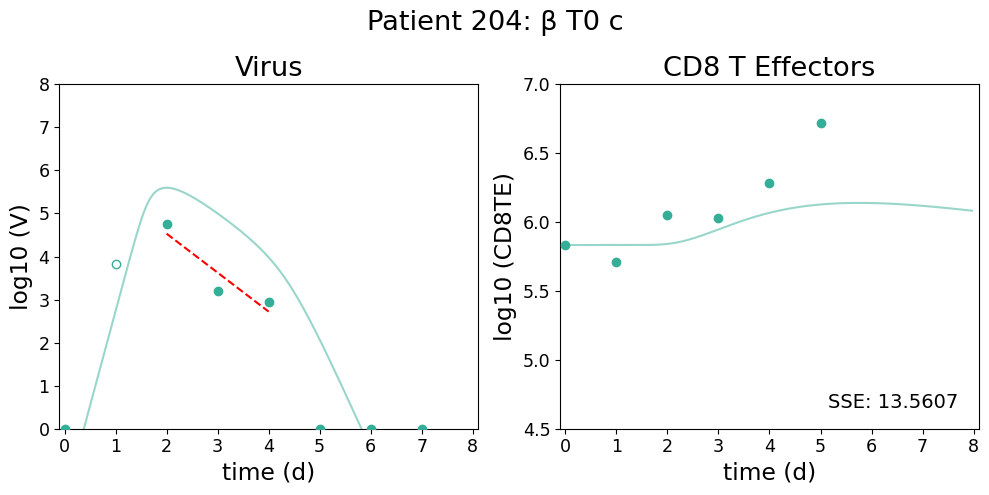 Patient 204: β T0 c
Virus
CD8 T Effectors
log10 (V)
8
7
6
5
4
3
2
1
0
0 1 2 3 4 5 6 7 8
time (d)
log10 (CD8TE)
7.0
6.5
6.0
5.5
5.0
4.5
SSE: 13.5607
0 1 2 3 4 5 6 7 8
time (d)